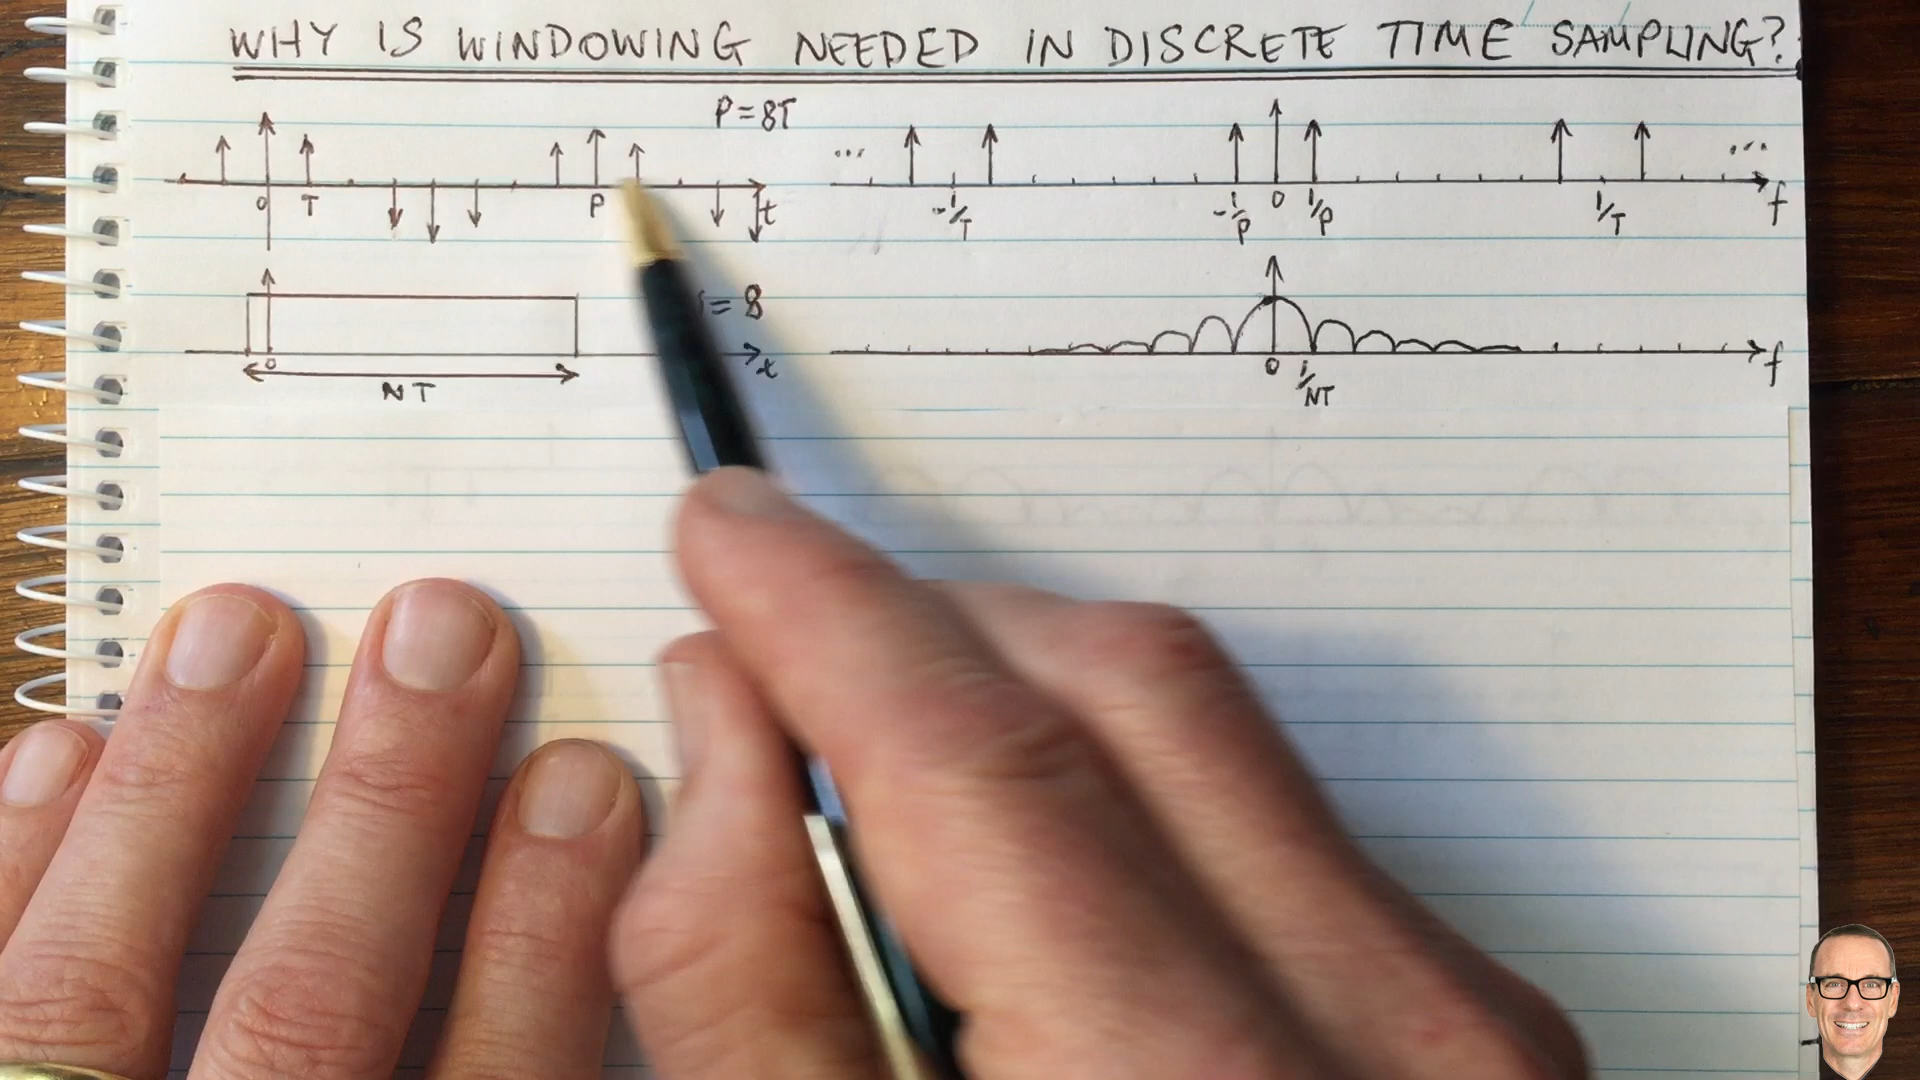 WHY IS WINDOWING NEEDED IN DISCRETE TIME SAMPLING?
P=8T
0 T P t
... -1/T -1/P 0 1/P 1/T ... f
= 8
0 t
NT
0 1/NT f